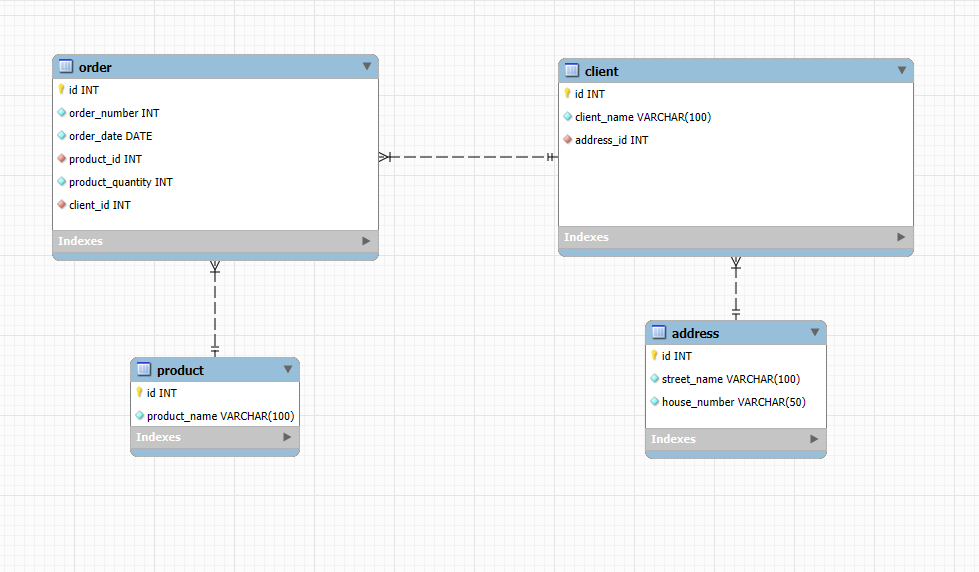 order
id INT
order_number INT
order_date DATE
product_id INT
product_quantity INT
client_id INT
Indexes
client
id INT
client_name VARCHAR(100)
address_id INT
Indexes
product
id INT
product_name VARCHAR(100)
Indexes
address
id INT
street_name VARCHAR(100)
house_number VARCHAR(50)
Indexes